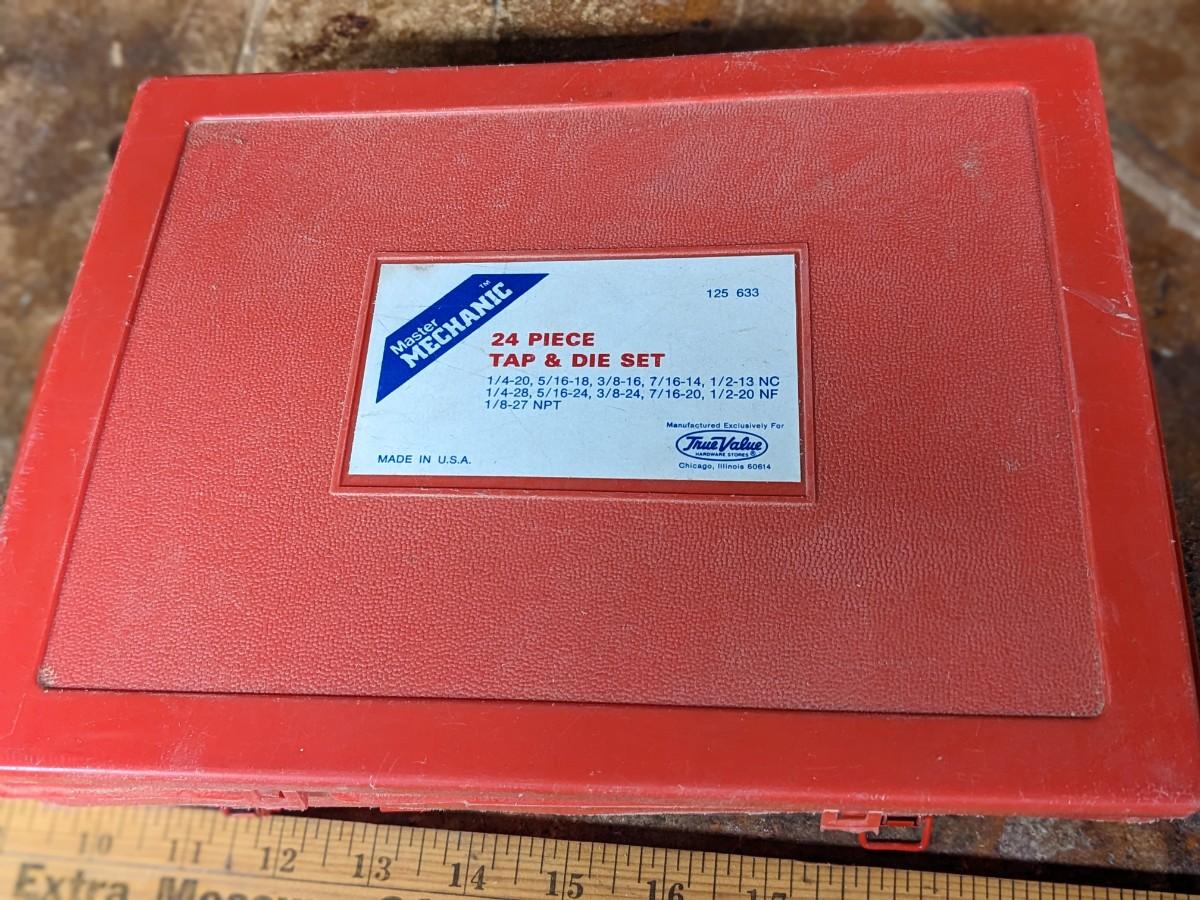 Master
MECHANIC™
125 633
24 PIECE
TAP & DIE SET
1/4-20, 5/16-18, 3/8-16, 7/16-14, 1/2-13 NC
1/4-28, 5/16-24, 3/8-24, 7/16-20, 1/2-20 NF
1/8-27 NPT
Manufactured Exclusively For
True Value®
HARDWARE STORES
Chicago, Illinois 60614
MADE IN U.S.A.
10 11 12 13 14 15 16 17
Extra